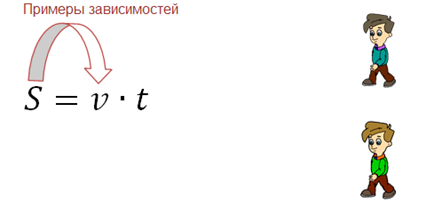 Примеры зависимостей
S = v · t